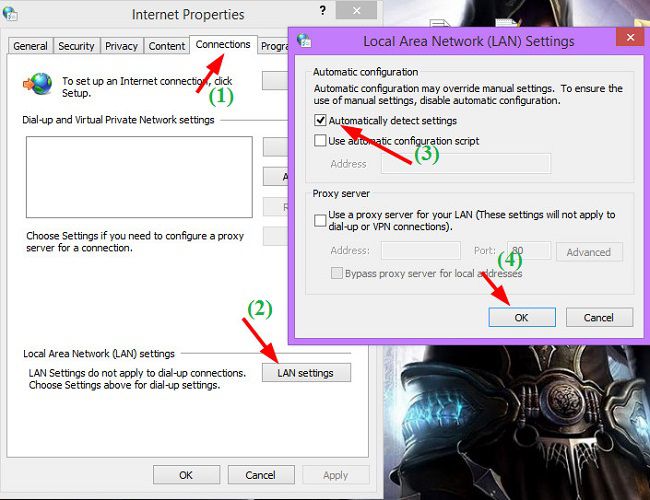 Internet Properties
?
General
Security
Privacy
Content
Connections
To set up an Internet connection, click
Setup.
(1)
Dial-up and Virtual Private Network settings
Choose Settings if you need to configure a proxy
server for a connection.
(2)
Local Area Network (LAN) settings
LAN Settings do not apply to dial-up connections.
Choose Settings above for dial-up settings.
LAN settings
OK
Cancel
Apply
Local Area Network (LAN) Settings
Automatic configuration
Automatic configuration may override manual settings. To ensure the
use of manual settings, disable automatic configuration.
Automatically detect settings
Use automatic configuration script
(3)
Address
Proxy server
Use a proxy server for your LAN (These settings will not apply to
dial-up or VPN connections).
Address:
Port:
80
Advanced
(4)
Bypass proxy server for local addresses
OK
Cancel